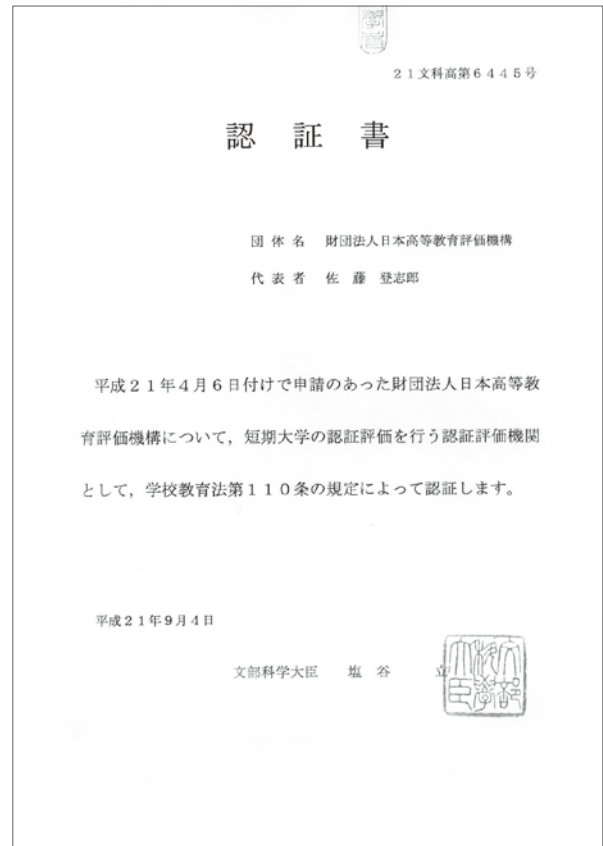 21文科高第6445号
認証書
団体名 財団法人日本高等教育評価機構
代表者 佐藤 登志郎
平成21年4月6日付けで申請のあった財団法人日本高等教
育評価機構について，短期大学の認証評価を行う認証評価機関
として，学校教育法第110条の規定によって認証します。
平成21年9月4日
文部科学大臣 塩谷 立
文部
科学
大臣